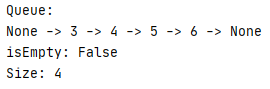 Queue:
None -> 3 -> 4 -> 5 -> 6 -> None
isEmpty: False
Size: 4